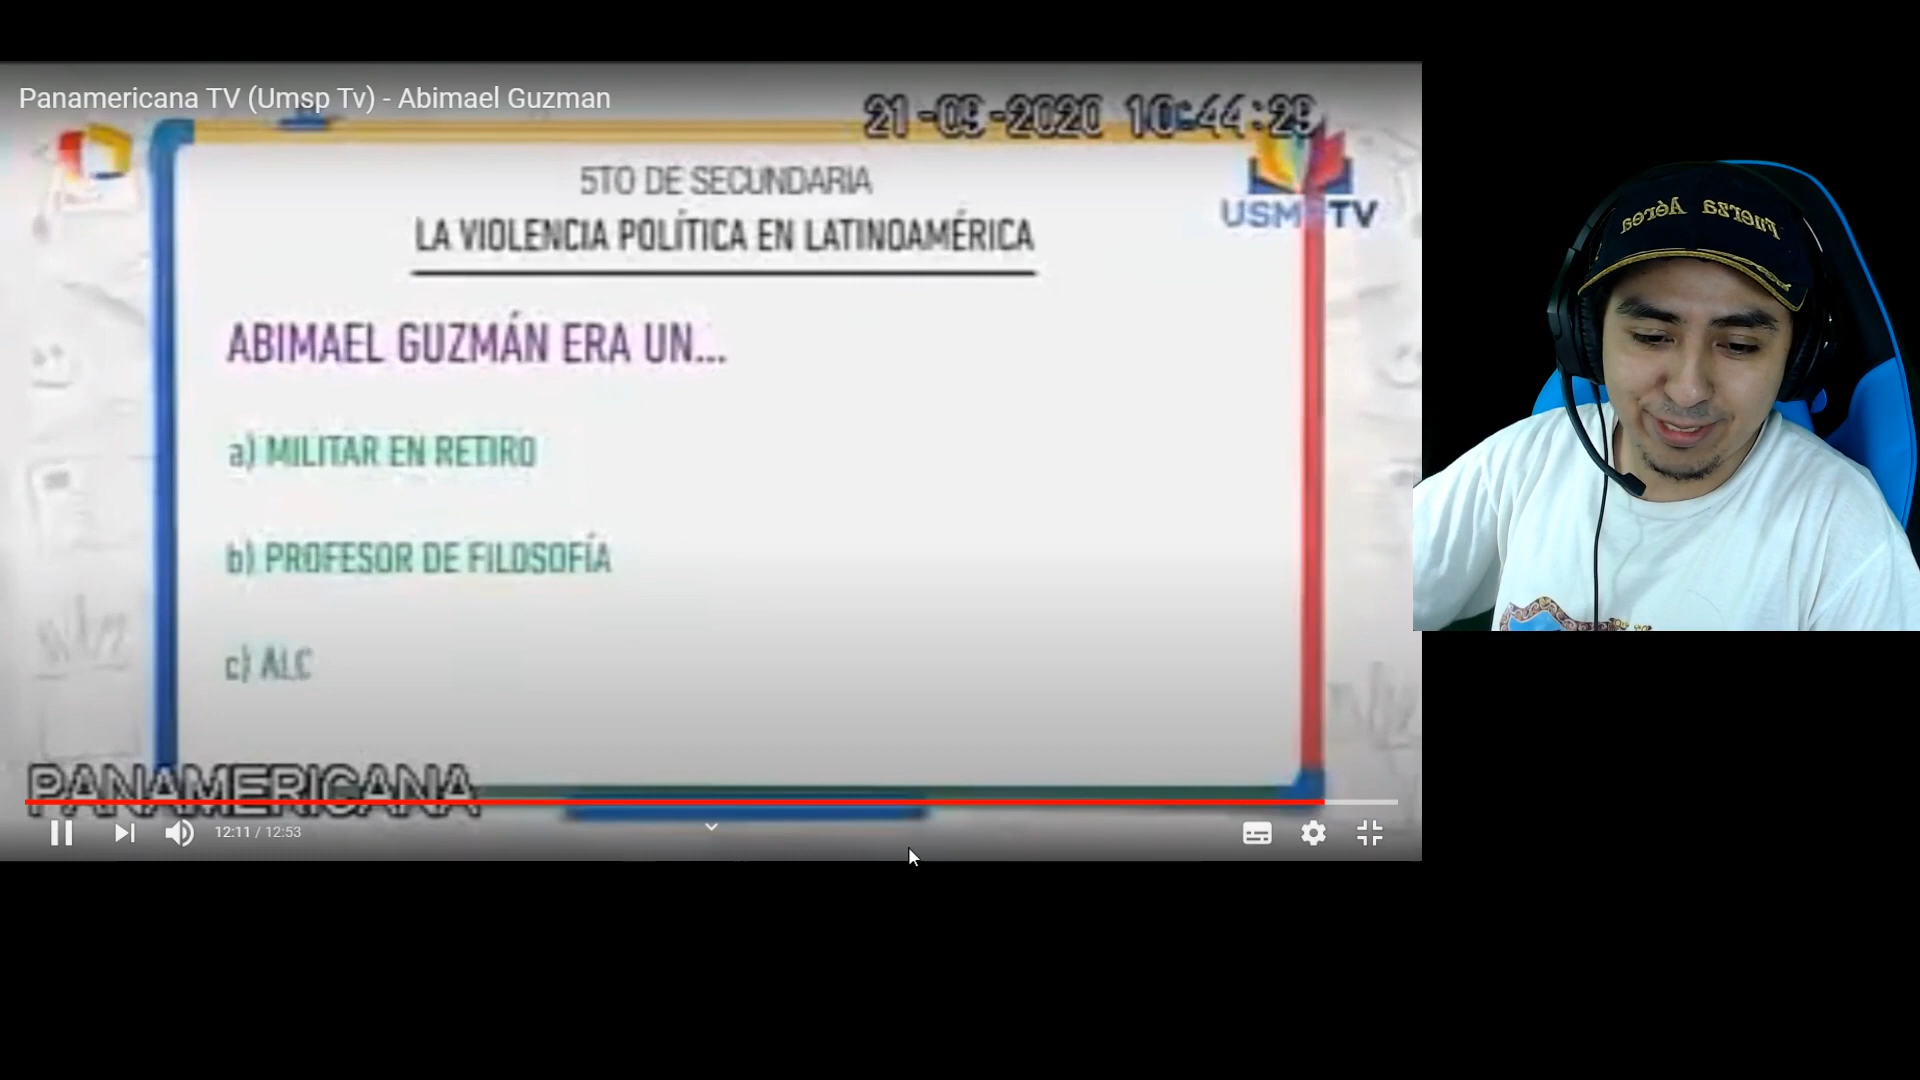 Panamericana TV (Umsp Tv) - Abimael Guzman
21-09-2020 10:44:29
USMPTV
5TO DE SECUNDARIA
LA VIOLENCIA POLÍTICA EN LATINOAMÉRICA
ABIMAEL GUZMÁN ERA UN...
a) MILITAR EN RETIRO
b) PROFESOR DE FILOSOFÍA
c) ALC
PANAMERICANA
12:11 / 12:53
Fuerza Aérea